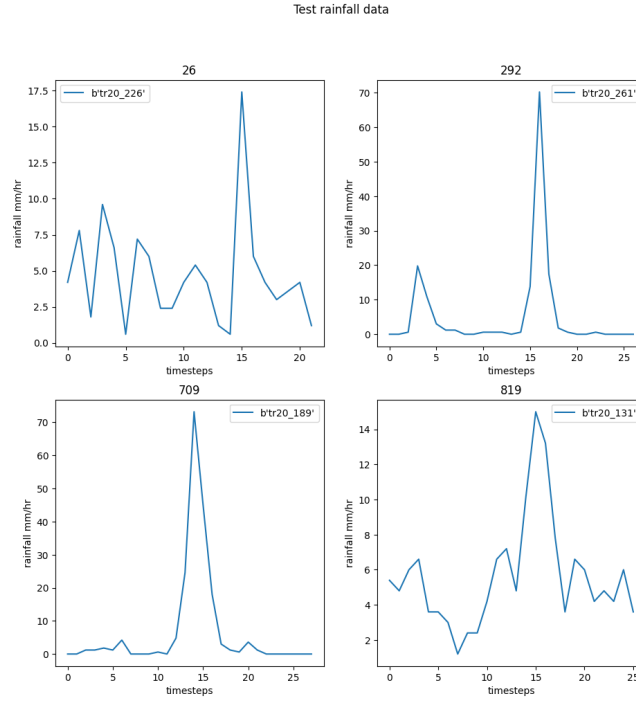 Test rainfall data
26
b'tr20_226'
17.5
15.0
12.5
10.0
7.5
5.0
2.5
0.0
rainfall mm/hr
0 5 10 15 20
timesteps
292
b'tr20_261'
70
60
50
40
30
20
10
0
rainfall mm/hr
0 5 10 15 20 25
timesteps
709
b'tr20_189'
70
60
50
40
30
20
10
0
rainfall mm/hr
0 5 10 15 20 25
timesteps
819
b'tr20_131'
14
12
10
8
6
4
2
rainfall mm/hr
0 5 10 15 20 25
timesteps